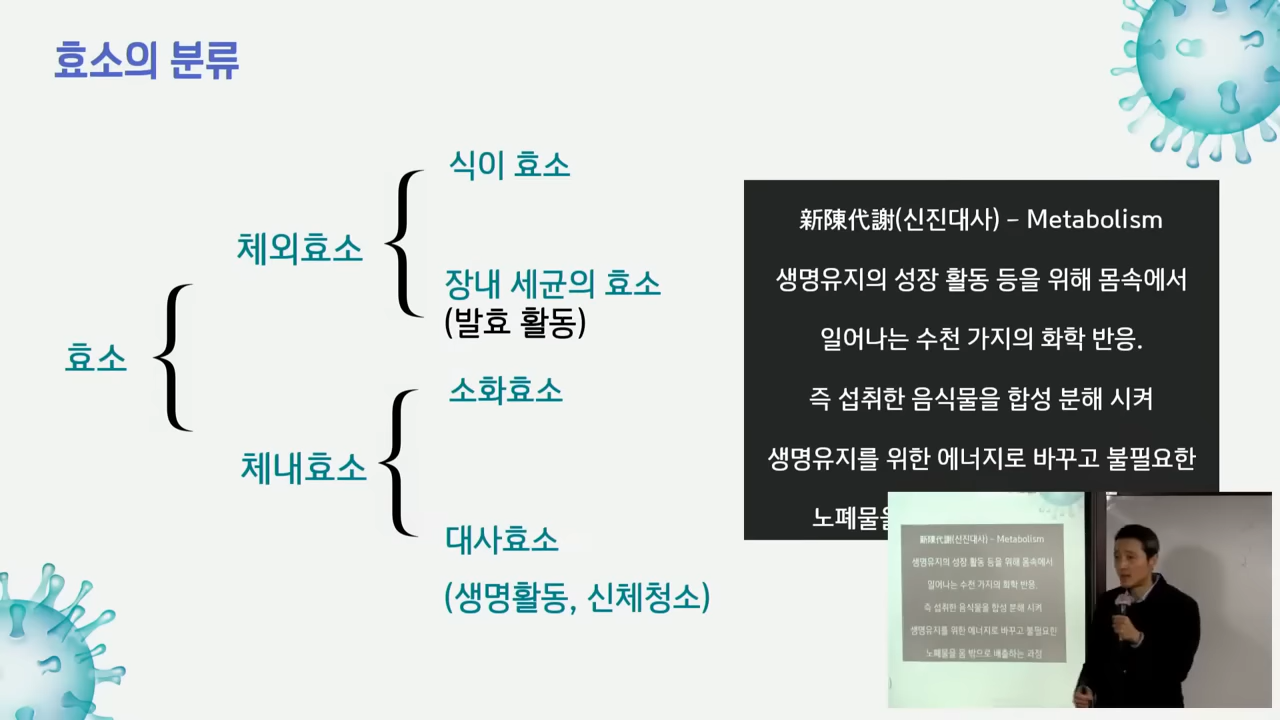 효소의 분류
식이 효소
체외효소
장내 세균의 효소
(발효 활동)
효소
소화효소
체내효소
대사효소
(생명활동, 신체청소)
新陳代謝(신진대사) – Metabolism
생명유지의 성장 활동 등을 위해 몸속에서
일어나는 수천 가지의 화학 반응.
즉 섭취한 음식물을 합성 분해 시켜
생명유지를 위한 에너지로 바꾸고 불필요한
노폐물을
新陳代謝(신진대사) – Metabolism
생명유지의 성장 활동 등을 위해 몸속에서
일어나는 수천 가지의 화학 반응.
즉 섭취한 음식물을 합성 분해 시켜
생명유지를 위한 에너지로 바꾸고 불필요한
노폐물을 몸 밖으로 배출하는 과정